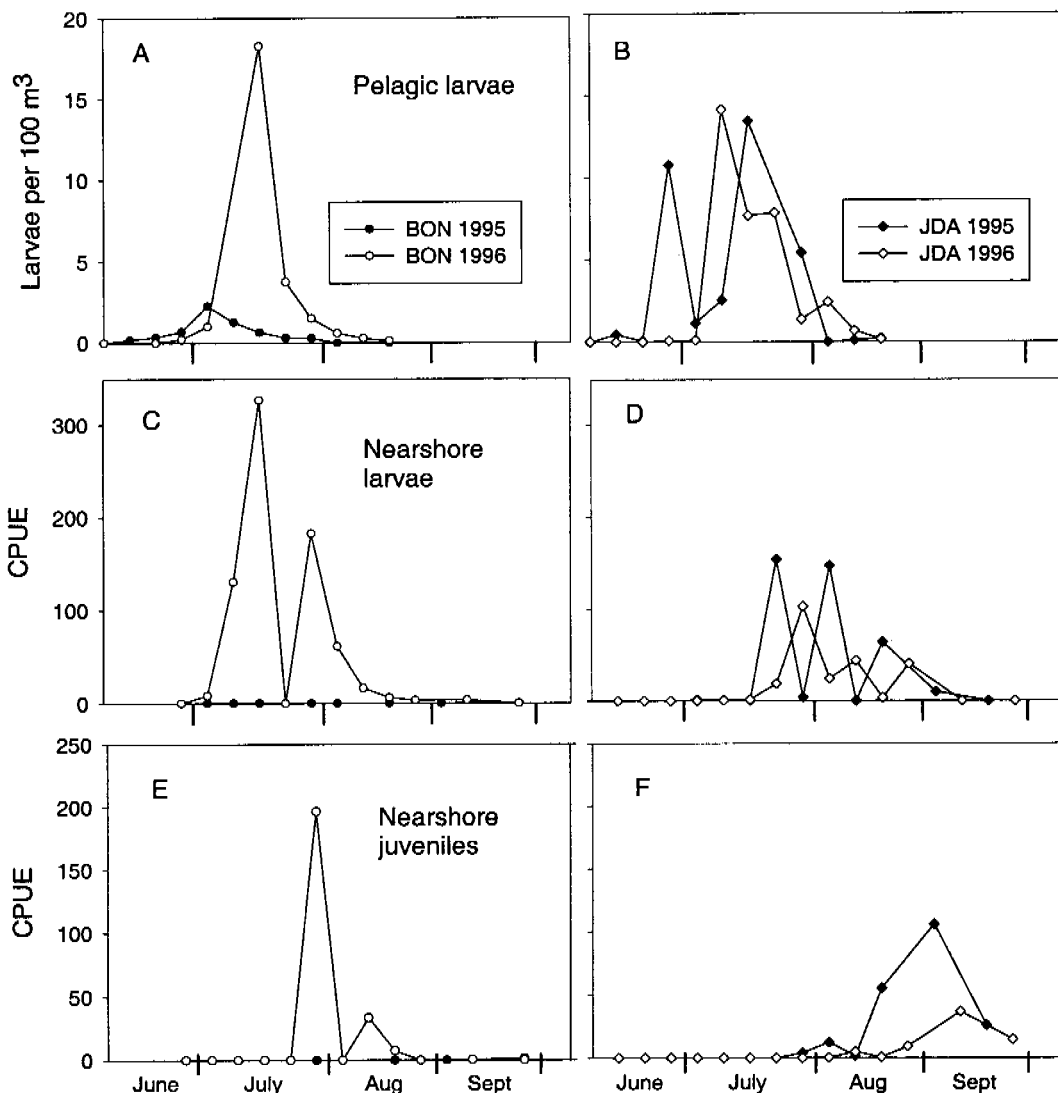 A
Pelagic larvae
Larvae per 100 m³
20
15
10
5
0
BON 1995
BON 1996
B
JDA 1995
JDA 1996
C
Nearshore
larvae
CPUE
300
200
100
0
D
E
Nearshore
juveniles
CPUE
250
200
150
100
50
0
June
July
Aug
Sept
F
June
July
Aug
Sept